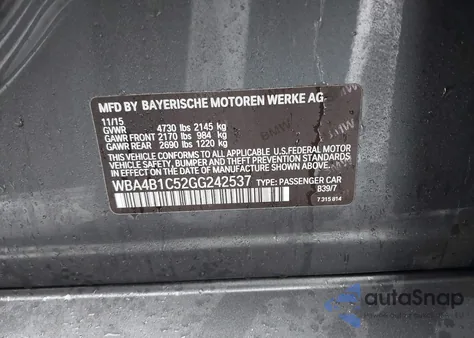 MFD BY BAYERISCHE MOTOREN WERKE AG
11/15
GVWR 4730 lbs 2145 kg
GAWR FRONT 2170 lbs 984 kg
GAWR REAR 2690 lbs 1220 kg
THIS VEHICLE CONFORMS TO ALL APPLICABLE U.S. FEDERAL MOTOR
VEHICLE SAFETY, BUMPER AND THEFT PREVENTION STANDARDS IN
EFFECT ON THE DATE OF MANUFACTURE SHOWN ABOVE.
WBA4B1C52GG242537 TYPE: PASSENGER CAR
B39/7
7 315 814
BMW
autoSnap